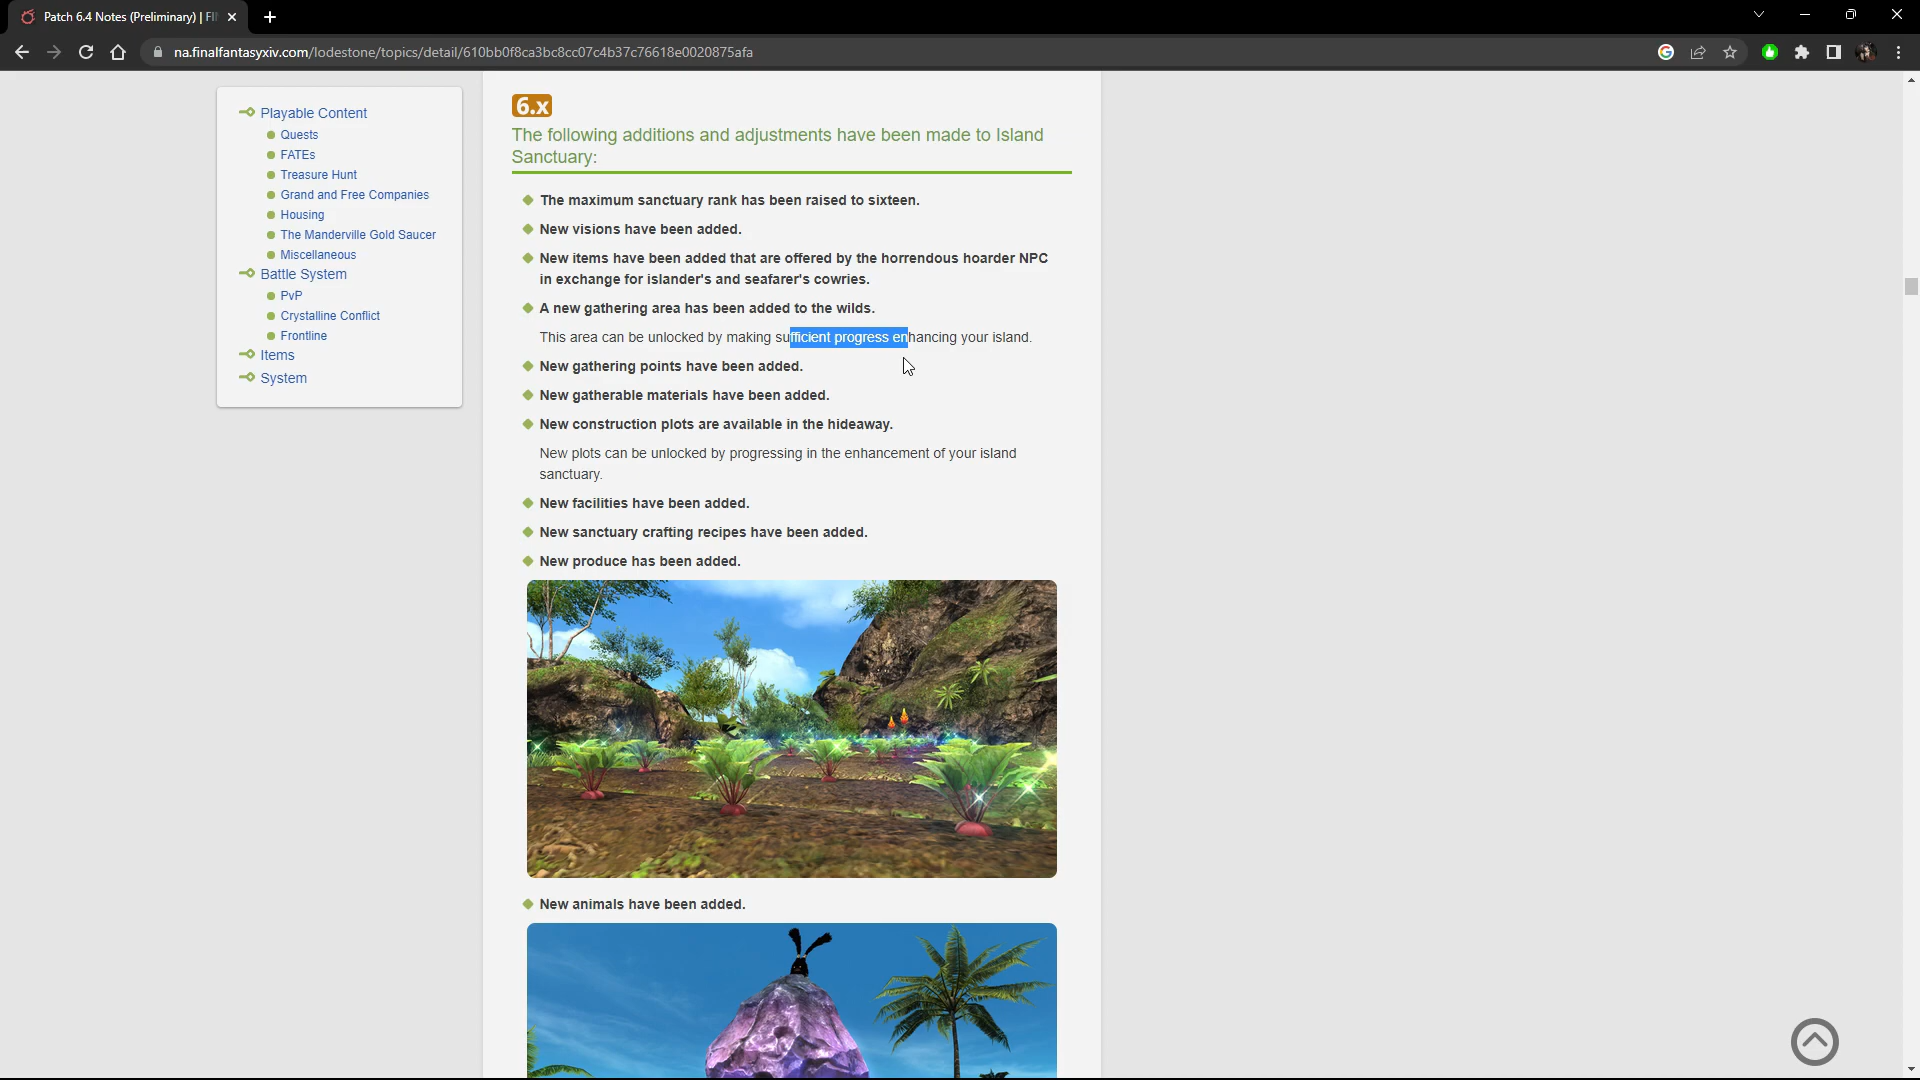 Patch 6.4 Notes (Preliminary) | FI
na.finalfantasyxiv.com/lodestone/topics/detail/610bb0f8ca3bc8cc07c4b37c76618e0020875afa
Playable Content
Quests
FATEs
Treasure Hunt
Grand and Free Companies
Housing
The Manderville Gold Saucer
Miscellaneous
Battle System
PvP
Crystalline Conflict
Frontline
Items
System
6.x
The following additions and adjustments have been made to Island
Sanctuary:
The maximum sanctuary rank has been raised to sixteen.
New visions have been added.
New items have been added that are offered by the horrendous hoarder NPC
in exchange for islander's and seafarer's cowries.
A new gathering area has been added to the wilds.
This area can be unlocked by making sufficient progress enhancing your island.
New gathering points have been added.
New gatherable materials have been added.
New construction plots are available in the hideaway.
New plots can be unlocked by progressing in the enhancement of your island
sanctuary.
New facilities have been added.
New sanctuary crafting recipes have been added.
New produce has been added.
New animals have been added.